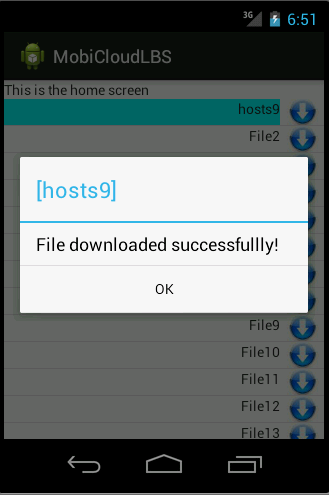 3G 6:51
MobiCloudLBS
This is the home screen
hosts9
File2
[hosts9]
File downloaded successfullly!
OK
File9
File10
File11
File12
File13